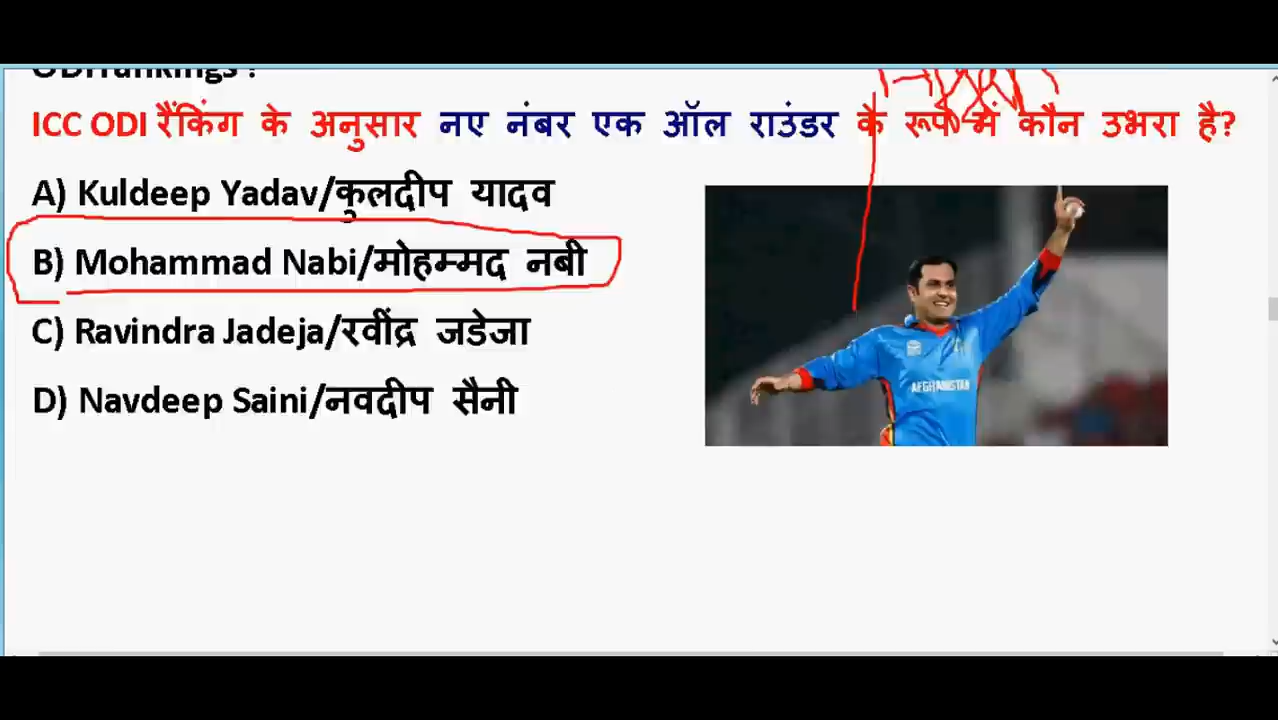 ICC ODI रैंकिंग के अनुसार नए नंबर एक ऑल राउंडर के रूप में कौन उभरा है?
A) Kuldeep Yadav/कुलदीप यादव
B) Mohammad Nabi/मोहम्मद नबी
C) Ravindra Jadeja/रवींद्र जडेजा
D) Navdeep Saini/नवदीप सैनी
AFGHANISTAN